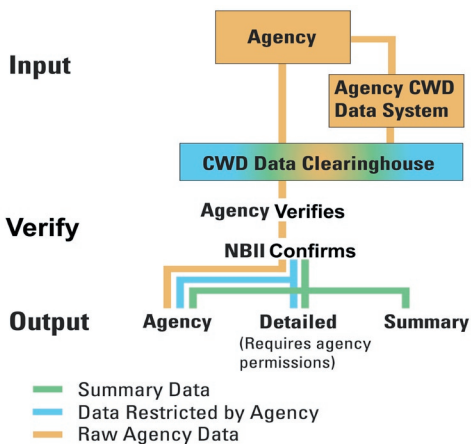 Agency
Input
Agency CWD
Data System
CWD Data Clearinghouse
Agency Verifies
Verify
NBII Confirms
Output
Agency
Detailed
Summary
(Requires agency
permissions)
Summary Data
Data Restricted by Agency
Raw Agency Data